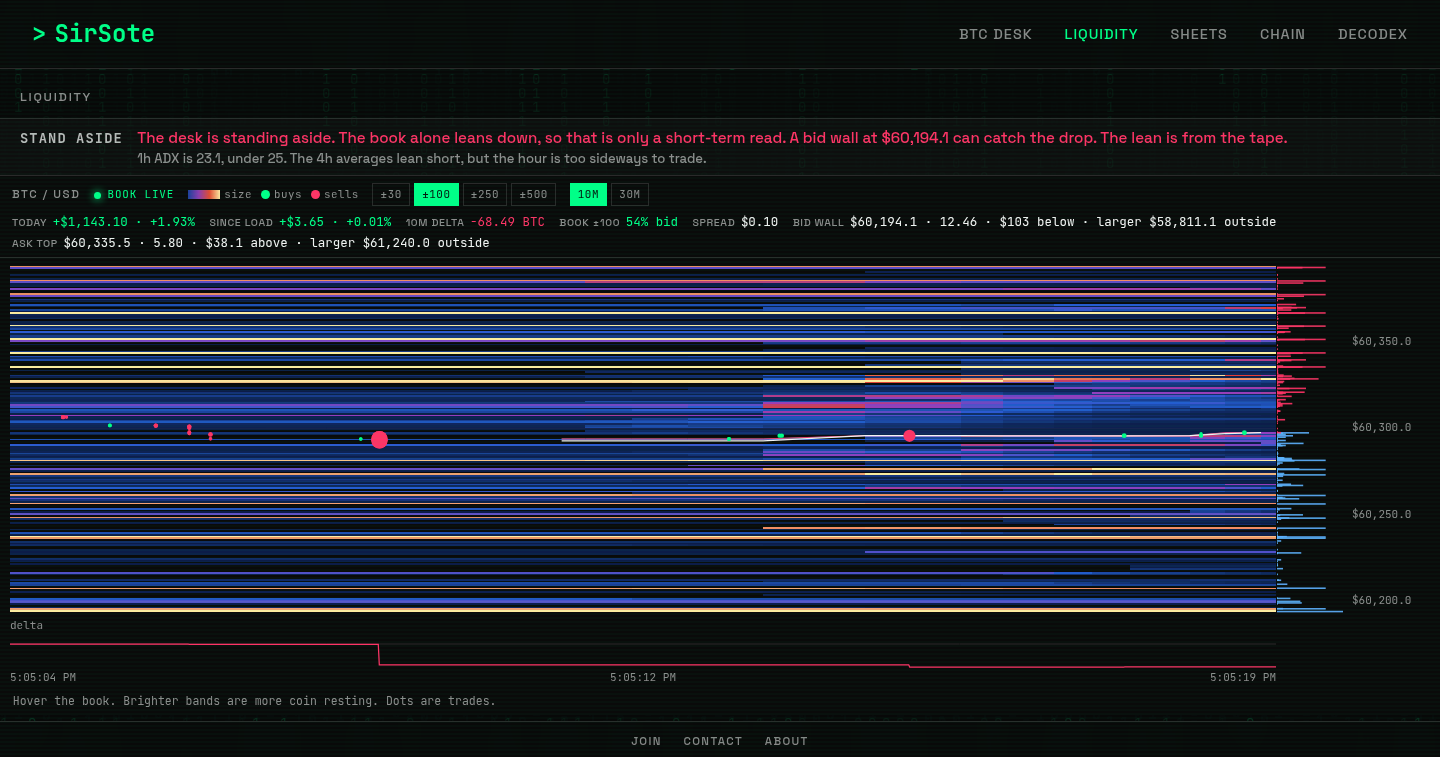 > SirSote
BTC DESK LIQUIDITY SHEETS CHAIN DECODEX
LIQUIDITY
STAND ASIDE The desk is standing aside. The book alone leans down, so that is only a short-term read. A bid wall at $60,194.1 can catch the drop. The lean is from the tape.
1h ADX is 23.1, under 25. The 4h averages lean short, but the hour is too sideways to trade.
BTC / USD BOOK LIVE size buys sells ±30 ±100 ±250 ±500 10M 30M
TODAY +$1,143.10 · +1.93% SINCE LOAD +$3.65 · +0.01% 10M DELTA -68.49 BTC BOOK ±100 54% bid SPREAD $0.10 BID WALL $60,194.1 · 12.46 · $103 below · larger $58,811.1 outside
ASK TOP $60,335.5 · 5.80 · $38.1 above · larger $61,240.0 outside
$60,350.0
$60,300.0
$60,250.0
$60,200.0
delta
5:05:04 PM 5:05:12 PM 5:05:19 PM
Hover the book. Brighter bands are more coin resting. Dots are trades.
JOIN CONTACT ABOUT